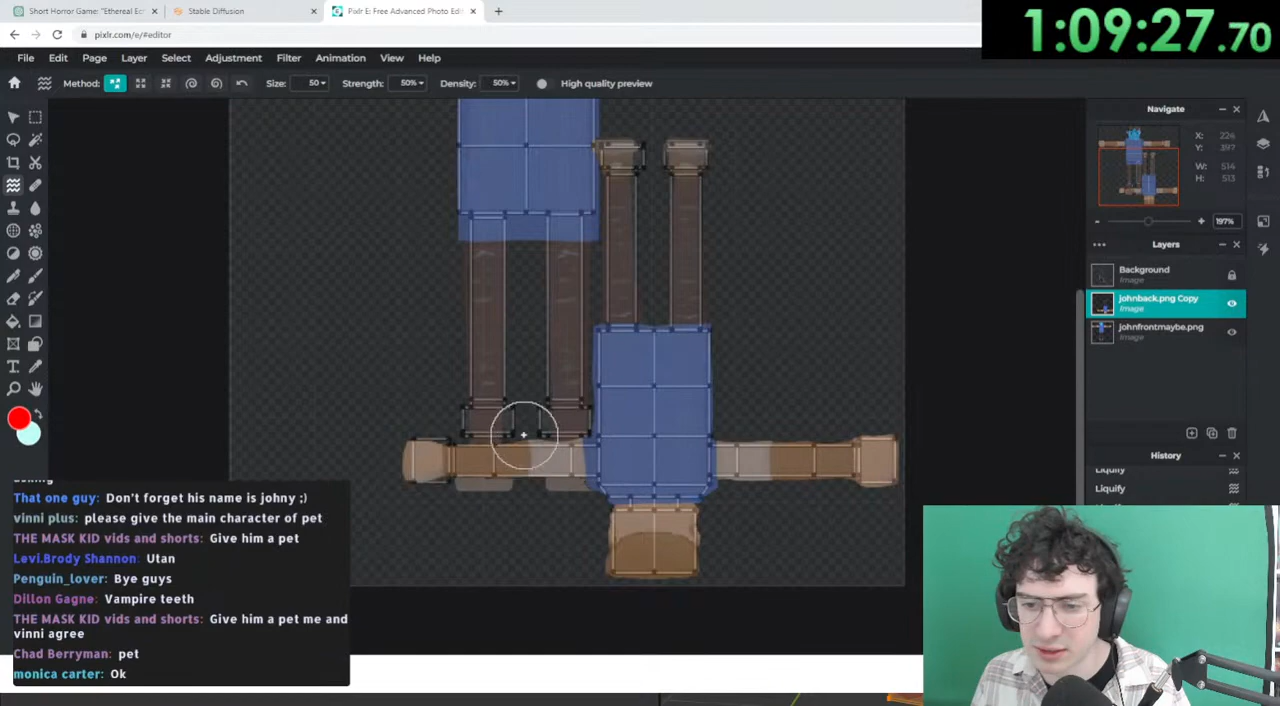 Short Horror Game: "Ethereal Ech
Stable Diffusion
Pixlr E: Free Advanced Photo Edi
1:09:27.70
pixlr.com/e/#editor
File Edit Page Layer Select Adjustment Filter Animation View Help
Method: Size: 50 Strength: 50% Density: 50% High quality preview
Navigate
X: 224
Y: 397
W: 514
H: 513
197%
Layers
Background
Image
johnback.png Copy
Image
johnfrontmaybe.png
Image
History
Liquify
Liquify
That one guy: Don't forget his name is johny ;)
vinni plus: please give the main character of pet
THE MASK KID vids and shorts: Give him a pet
Levi.Brody Shannon: Utan
Penguin_lover: Bye guys
Dillon Gagne: Vampire teeth
THE MASK KID vids and shorts: Give him a pet me and
vinni agree
Chad Berryman: pet
monica carter: Ok